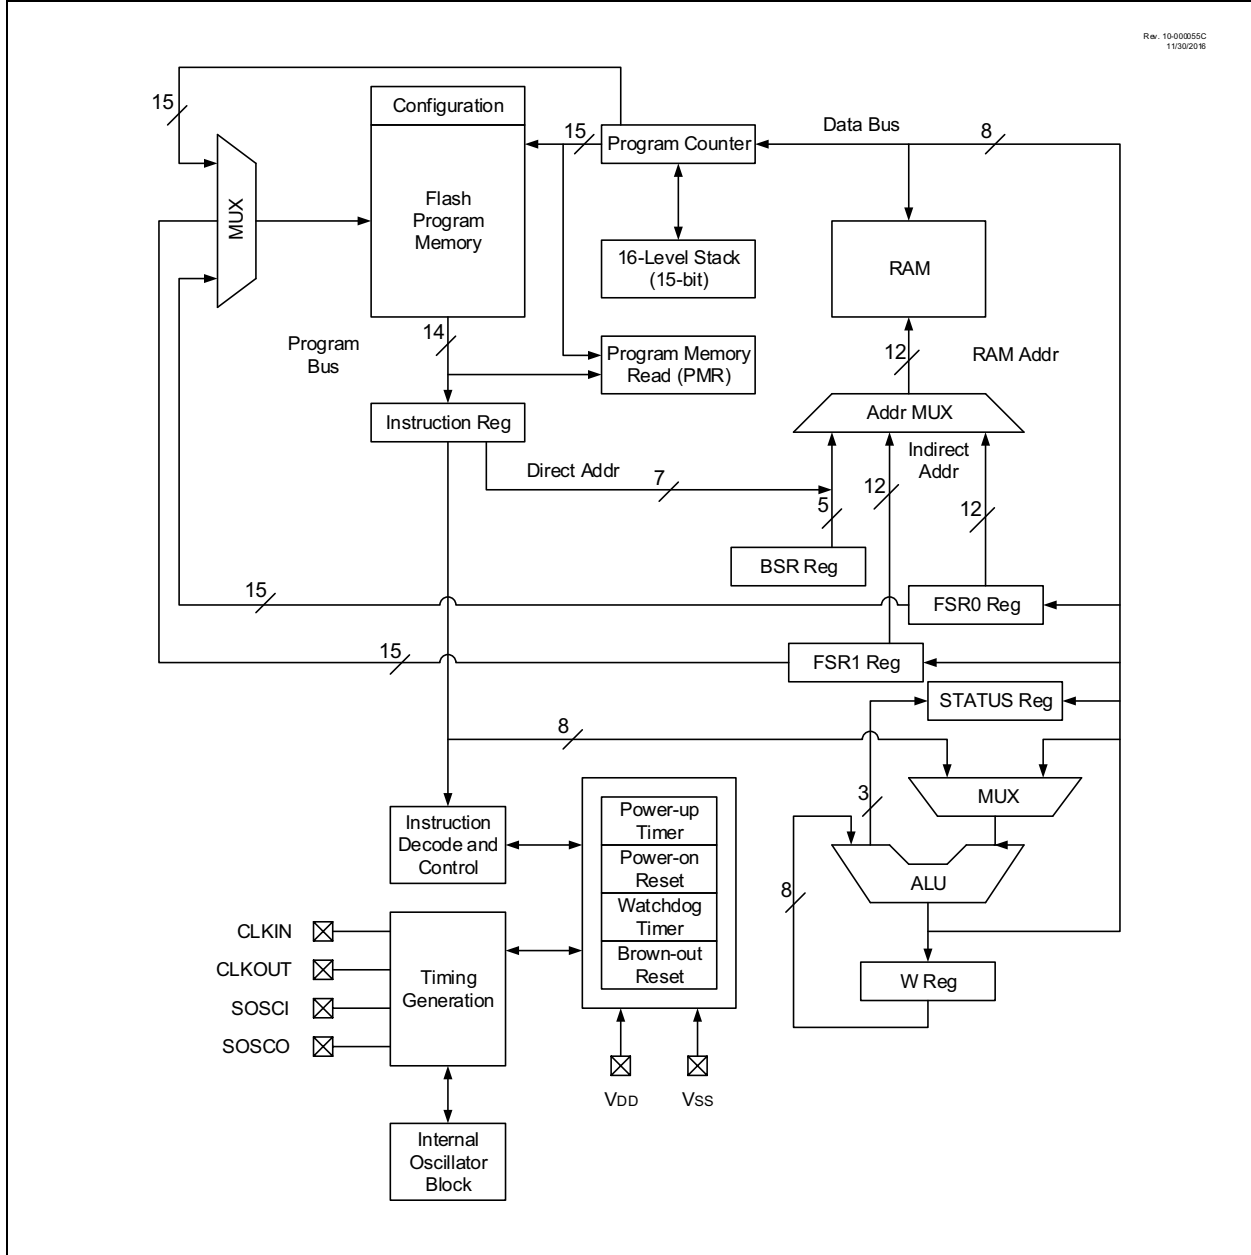 Rev. 10-000055C
11/30/2016
15
Configuration
15
Program Counter
Data Bus
8
MUX
Flash
Program
Memory
16-Level Stack
(15-bit)
RAM
14
Program
Bus
Program Memory
Read (PMR)
12
RAM Addr
Instruction Reg
Addr MUX
Direct Addr
7
Indirect
Addr
5
12
12
BSR Reg
15
FSR0 Reg
15
FSR1 Reg
STATUS Reg
8
3
MUX
Instruction
Decode and
Control
Power-up
Timer
Power-on
Reset
Watchdog
Timer
Brown-out
Reset
8
ALU
W Reg
CLKIN
CLKOUT
SOSCI
SOSCO
Timing
Generation
VDD
VSS
Internal
Oscillator
Block